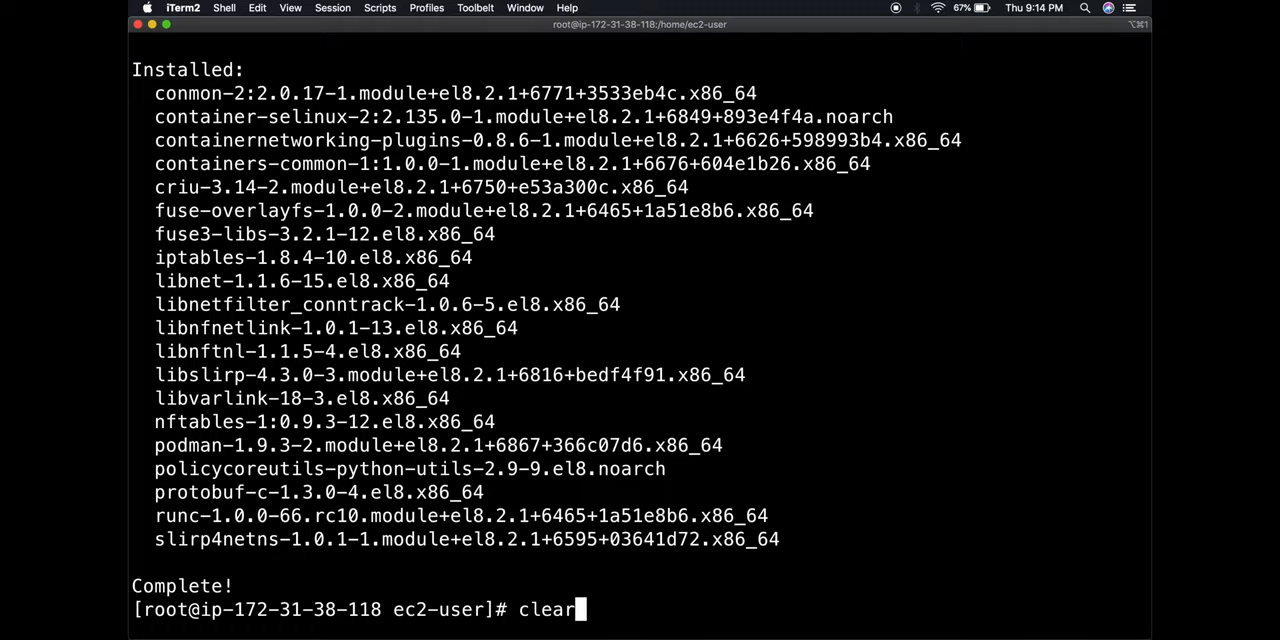 iTerm2 Shell Edit View Session Scripts Profiles Toolbelt Window Help 67% Thu 9:14 PM
root@ip-172-31-38-118:/home/ec2-user ⌥⌘1
Installed:
conmon-2:2.0.17-1.module+el8.2.1+6771+3533eb4c.x86_64
container-selinux-2:2.135.0-1.module+el8.2.1+6849+893e4f4a.noarch
containernetworking-plugins-0.8.6-1.module+el8.2.1+6626+598993b4.x86_64
containers-common-1:1.0.0-1.module+el8.2.1+6676+604e1b26.x86_64
criu-3.14-2.module+el8.2.1+6750+e53a300c.x86_64
fuse-overlayfs-1.0.0-2.module+el8.2.1+6465+1a51e8b6.x86_64
fuse3-libs-3.2.1-12.el8.x86_64
iptables-1.8.4-10.el8.x86_64
libnet-1.1.6-15.el8.x86_64
libnetfilter_conntrack-1.0.6-5.el8.x86_64
libnfnetlink-1.0.1-13.el8.x86_64
libnftnl-1.1.5-4.el8.x86_64
libslirp-4.3.0-3.module+el8.2.1+6816+bedf4f91.x86_64
libvarlink-18-3.el8.x86_64
nftables-1:0.9.3-12.el8.x86_64
podman-1.9.3-2.module+el8.2.1+6867+366c07d6.x86_64
policycoreutils-python-utils-2.9-9.el8.noarch
protobuf-c-1.3.0-4.el8.x86_64
runc-1.0.0-66.rc10.module+el8.2.1+6465+1a51e8b6.x86_64
slirp4netns-1.0.1-1.module+el8.2.1+6595+03641d72.x86_64
Complete!
[root@ip-172-31-38-118 ec2-user]# clear